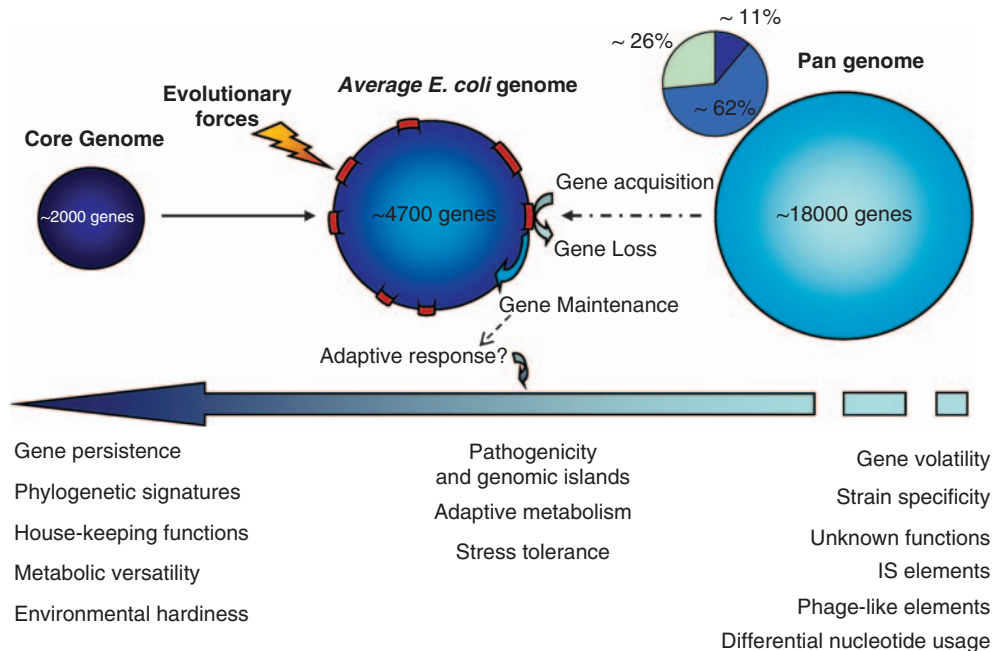 ~ 11%
~ 26%
~ 62%
Pan genome
Average E. coli genome
Evolutionary
forces
Core Genome
~2000 genes
~4700 genes
~18000 genes
Gene acquisition
Gene Loss
Gene Maintenance
Adaptive response?
Gene persistence
Phylogenetic signatures
House-keeping functions
Metabolic versatility
Environmental hardiness
Pathogenicity
and genomic islands
Adaptive metabolism
Stress tolerance
Gene volatility
Strain specificity
Unknown functions
IS elements
Phage-like elements
Differential nucleotide usage